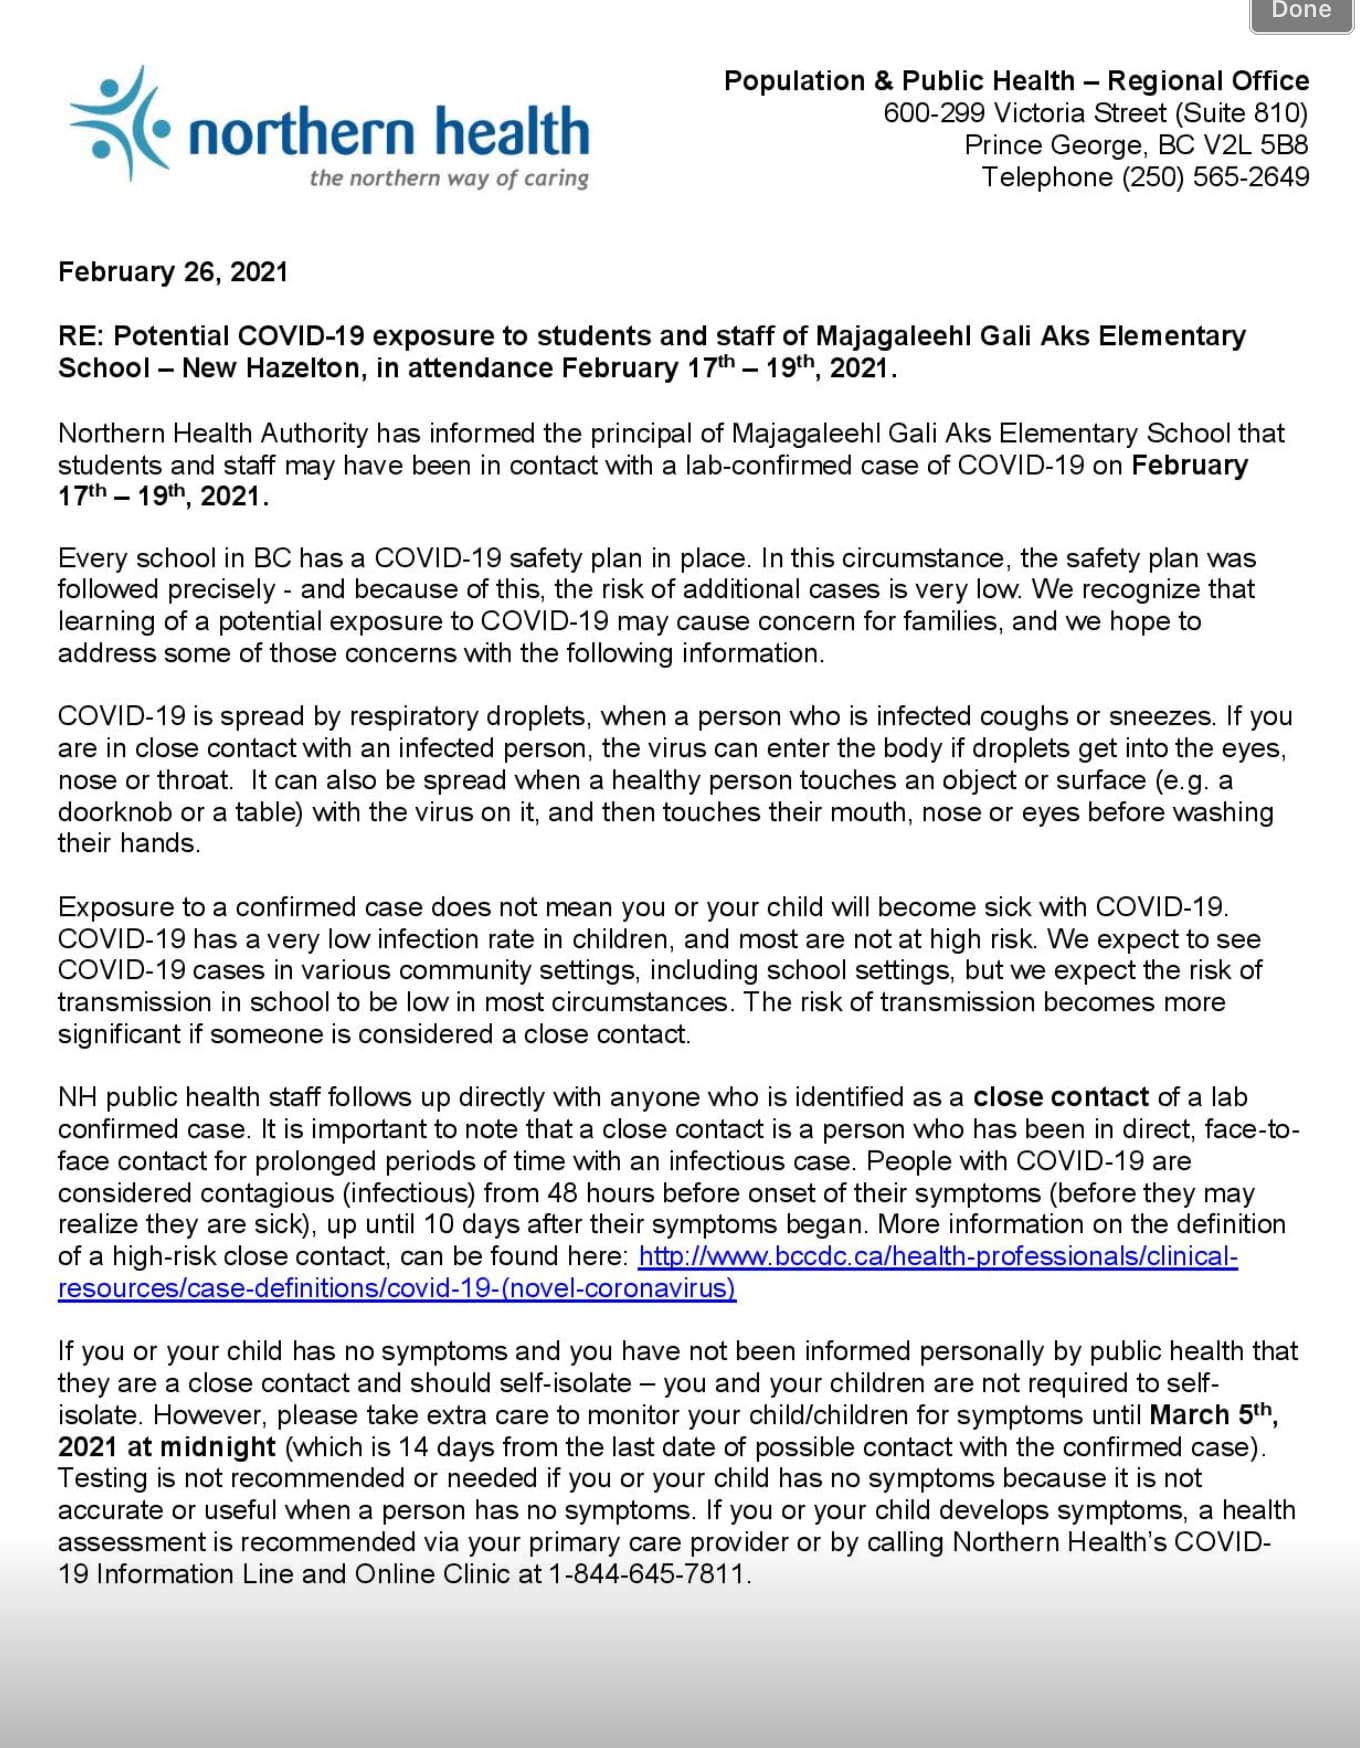 Done
northern health
the northern way of caring
Population & Public Health – Regional Office
600-299 Victoria Street (Suite 810)
Prince George, BC V2L 5B8
Telephone (250) 565-2649
February 26, 2021
RE: Potential COVID-19 exposure to students and staff of Majagaleehl Gali Aks Elementary
School – New Hazelton, in attendance February 17th – 19th, 2021.
Northern Health Authority has informed the principal of Majagaleehl Gali Aks Elementary School that
students and staff may have been in contact with a lab-confirmed case of COVID-19 on February
17th – 19th, 2021.
Every school in BC has a COVID-19 safety plan in place. In this circumstance, the safety plan was
followed precisely - and because of this, the risk of additional cases is very low. We recognize that
learning of a potential exposure to COVID-19 may cause concern for families, and we hope to
address some of those concerns with the following information.
COVID-19 is spread by respiratory droplets, when a person who is infected coughs or sneezes. If you
are in close contact with an infected person, the virus can enter the body if droplets get into the eyes,
nose or throat.  It can also be spread when a healthy person touches an object or surface (e.g. a
doorknob or a table) with the virus on it, and then touches their mouth, nose or eyes before washing
their hands.
Exposure to a confirmed case does not mean you or your child will become sick with COVID-19.
COVID-19 has a very low infection rate in children, and most are not at high risk. We expect to see
COVID-19 cases in various community settings, including school settings, but we expect the risk of
transmission in school to be low in most circumstances. The risk of transmission becomes more
significant if someone is considered a close contact.
NH public health staff follows up directly with anyone who is identified as a close contact of a lab
confirmed case. It is important to note that a close contact is a person who has been in direct, face-to-
face contact for prolonged periods of time with an infectious case. People with COVID-19 are
considered contagious (infectious) from 48 hours before onset of their symptoms (before they may
realize they are sick), up until 10 days after their symptoms began. More information on the definition
of a high-risk close contact, can be found here: http://www.bccdc.ca/health-professionals/clinical-
resources/case-definitions/covid-19-(novel-coronavirus)
If you or your child has no symptoms and you have not been informed personally by public health that
they are a close contact and should self-isolate – you and your children are not required to self-
isolate. However, please take extra care to monitor your child/children for symptoms until March 5th,
2021 at midnight (which is 14 days from the last date of possible contact with the confirmed case).
Testing is not recommended or needed if you or your child has no symptoms because it is not
accurate or useful when a person has no symptoms. If you or your child develops symptoms, a health
assessment is recommended via your primary care provider or by calling Northern Health's COVID-
19 Information Line and Online Clinic at 1-844-645-7811.